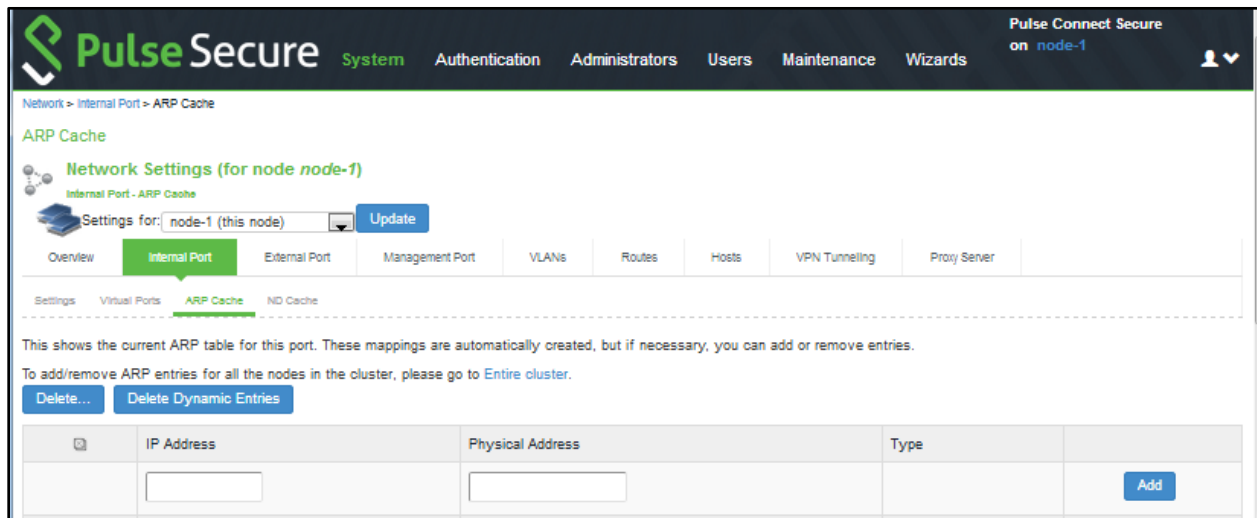 Pulse Secure
System Authentication Administrators Users Maintenance Wizards
Pulse Connect Secure
on node-1
Network > Internal Port > ARP Cache
ARP Cache
Network Settings (for node node-1)
Internal Port - ARP Cache
Settings for: node-1 (this node) Update
Overview Internal Port External Port Management Port VLANs Routes Hosts VPN Tunneling Proxy Server
Settings Virtual Ports ARP Cache ND Cache
This shows the current ARP table for this port. These mappings are automatically created, but if necessary, you can add or remove entries.
To add/remove ARP entries for all the nodes in the cluster, please go to Entire cluster.
Delete... Delete Dynamic Entries
IP Address Physical Address Type
Add